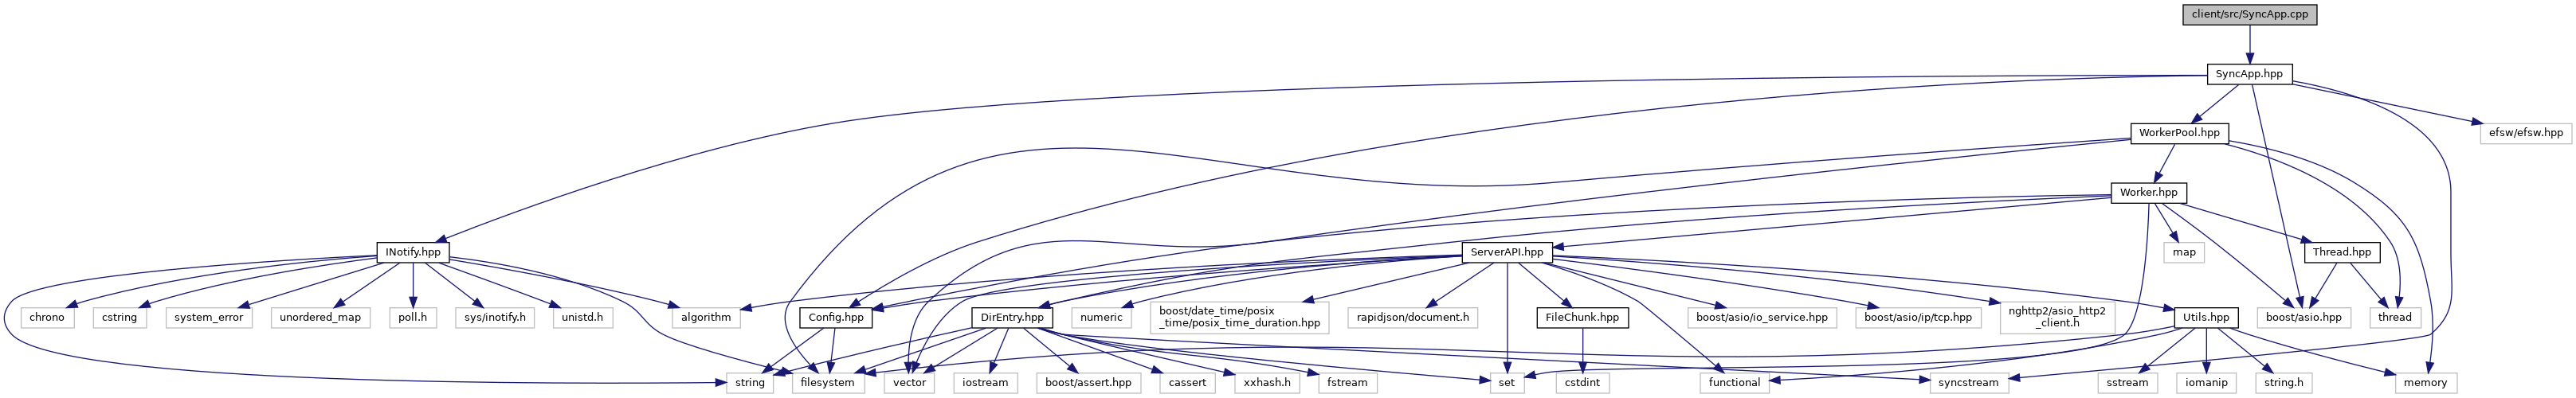 client/src/SyncApp.cpp
SyncApp.hpp
WorkerPool.hpp
efsw/efsw.hpp
Worker.hpp
INotify.hpp
ServerAPI.hpp
map
Thread.hpp
chrono
cstring
system_error
unordered_map
poll.h
sys/inotify.h
unistd.h
algorithm
Config.hpp
DirEntry.hpp
numeric
boost/date_time/posix
_time/posix_time_duration.hpp
rapidjson/document.h
FileChunk.hpp
boost/asio/io_service.hpp
boost/asio/ip/tcp.hpp
nghttp2/asio_http2
_client.h
Utils.hpp
boost/asio.hpp
thread
string
filesystem
vector
iostream
boost/assert.hpp
cassert
xxhash.h
fstream
set
cstdint
functional
syncstream
sstream
iomanip
string.h
memory